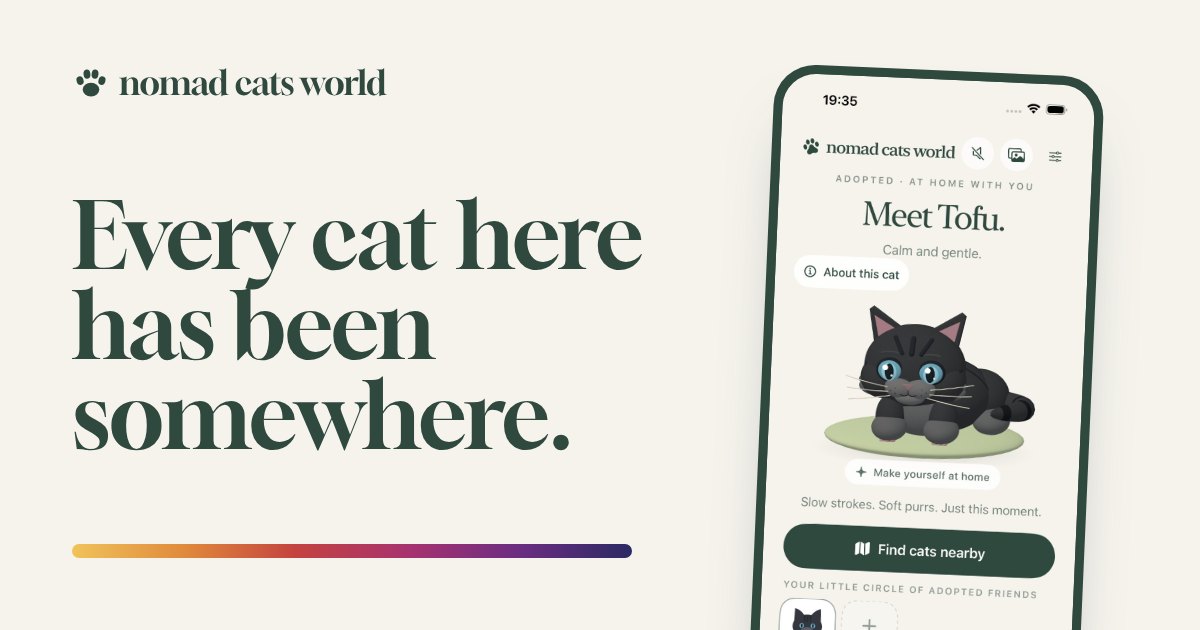 nomad cats world
Every cat here
has been
somewhere.
19:35
nomad cats world
ADOPTED · AT HOME WITH YOU
Meet Tofu.
Calm and gentle.
About this cat
Make yourself at home
Slow strokes. Soft purrs. Just this moment.
Find cats nearby
YOUR LITTLE CIRCLE OF ADOPTED FRIENDS